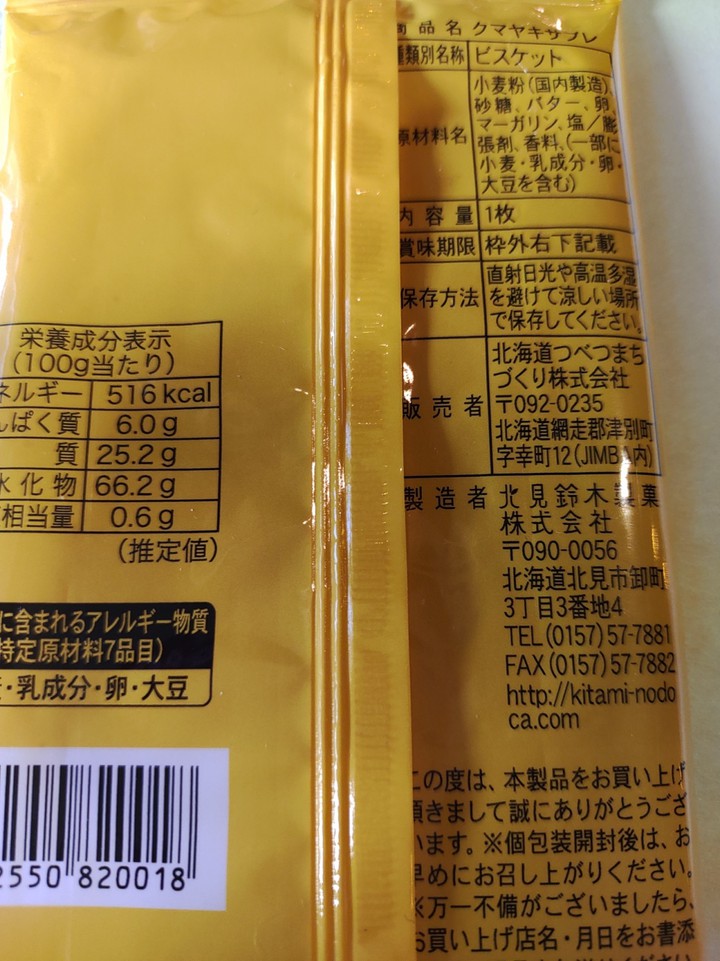 栄養成分表示
(100g当たり)
ネルギー 516 kcal
ぱく質 6.0 g
質 25.2 g
水化物 66.2 g
相当量 0.6 g
(推定値)
に含まれるアレルギー物質
特定原材料7品目)
・乳成分・卵・大豆
2550 820018
商品名 クマヤキサブレ
種類別名称 ビスケット
原材料名 小麦粉(国内製造)、
砂糖、バター、卵、
マーガリン、塩/膨
張剤、香料、(一部に
小麦・乳成分・卵・
大豆を含む)
内容量 1枚
賞味期限 枠外右下記載
保存方法 直射日光や高温多湿
を避けて涼しい場所
で保存してください。
販売者 北海道つべつまち
づくり株式会社
〒092-0235
北海道網走郡津別町
字幸町12(JIMBA内)
製造者 北見鈴木製菓
株式会社
〒090-0056
北海道北見市卸町
3丁目3番地4
TEL(0157)57-7881
FAX(0157)57-7882
http://kitami-nodo
ca.com
この度は、本製品をお買い上げ
頂きまして誠にありがとうござ
います。※個包装開封後は、お
早めにお召し上がりください。
※万一不備がございましたら、
お買い上げ店名・月日をお書添